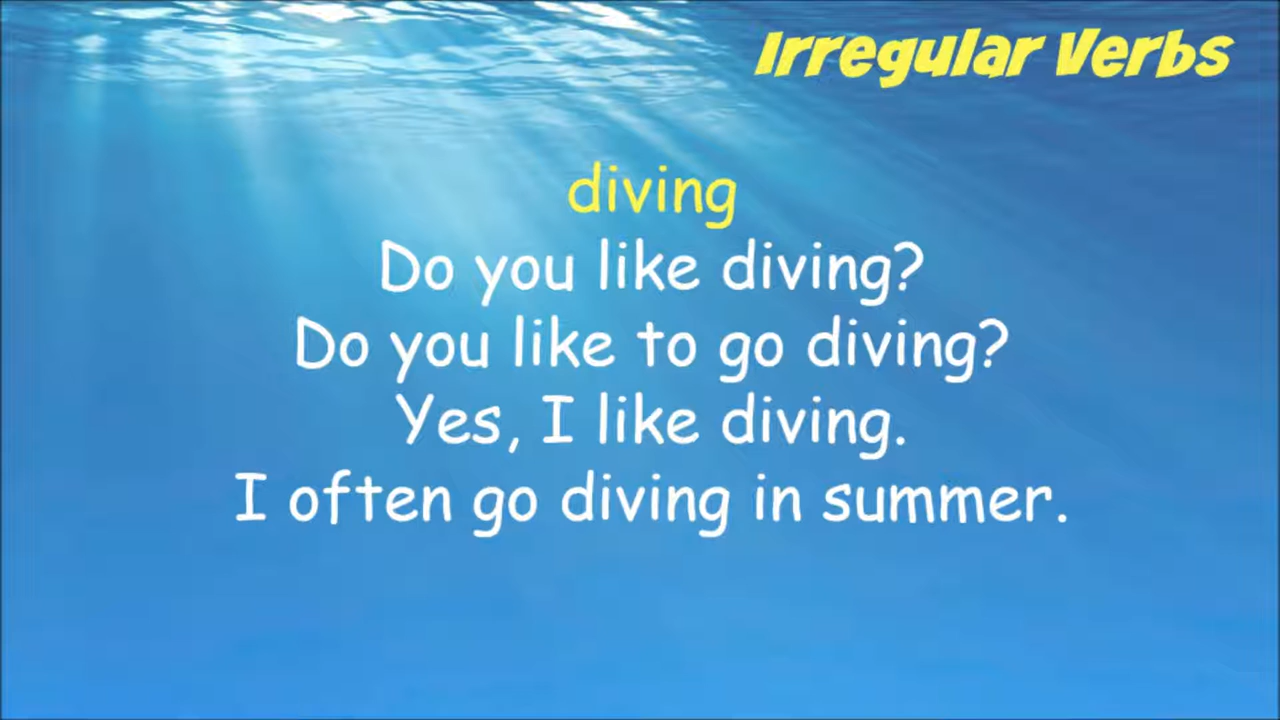 Irregular Verbs
diving
Do you like diving?
Do you like to go diving?
Yes, I like diving.
I often go diving in summer.